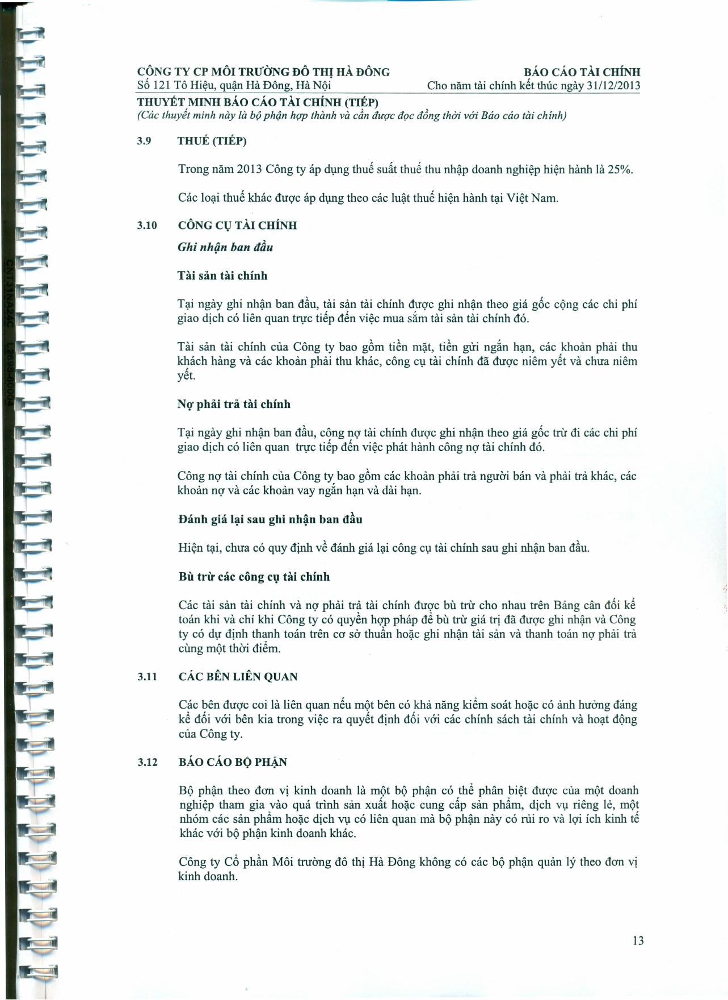 CÔNG TY CP MÔI TRƯỜNG ĐÔ THỊ HÀ ĐÔNG BÁO CÁO TÀI CHÍNH
Số 121 Tô Hiệu, quận Hà Đông, Hà Nội Cho năm tài chính kết thúc ngày 31/12/2013
THUYẾT MINH BÁO CÁO TÀI CHÍNH (TIẾP)
(Các thuyết minh này là bộ phận hợp thành và cần được đọc đồng thời với Báo cáo tài chính)
3.9 THUẾ (TIẾP)
Trong năm 2013 Công ty áp dụng thuế suất thuế thu nhập doanh nghiệp hiện hành là 25%.
Các loại thuế khác được áp dụng theo các luật thuế hiện hành tại Việt Nam.
3.10 CÔNG CỤ TÀI CHÍNH
Ghi nhận ban đầu
Tài sản tài chính
Tại ngày ghi nhận ban đầu, tài sản tài chính được ghi nhận theo giá gốc cộng các chi phí
giao dịch có liên quan trực tiếp đến việc mua sắm tài sản tài chính đó.
Tài sản tài chính của Công ty bao gồm tiền mặt, tiền gửi ngắn hạn, các khoản phải thu
khách hàng và các khoản phải thu khác, công cụ tài chính đã được niêm yết và chưa niêm
yết.
Nợ phải trả tài chính
Tại ngày ghi nhận ban đầu, công nợ tài chính được ghi nhận theo giá gốc trừ đi các chi phí
giao dịch có liên quan trực tiếp đến việc phát hành công nợ tài chính đó.
Công nợ tài chính của Công ty bao gồm các khoản phải trả người bán và phải trả khác, các
khoản nợ và các khoản vay ngắn hạn và dài hạn.
Đánh giá lại sau ghi nhận ban đầu
Hiện tại, chưa có quy định về đánh giá lại công cụ tài chính sau ghi nhận ban đầu.
Bù trừ các công cụ tài chính
Các tài sản tài chính và nợ phải trả tài chính được bù trừ cho nhau trên Bảng cân đối kế
toán khi và chỉ khi Công ty có quyền hợp pháp để bù trừ giá trị đã được ghi nhận và Công
ty có dự định thanh toán trên cơ sở thuần hoặc ghi nhận tài sản và thanh toán nợ phải trả
cùng một thời điểm.
3.11 CÁC BÊN LIÊN QUAN
Các bên được coi là liên quan nếu một bên có khả năng kiểm soát hoặc có ảnh hưởng đáng
kể đối với bên kia trong việc ra quyết định đối với các chính sách tài chính và hoạt động
của Công ty.
3.12 BÁO CÁO BỘ PHẬN
Bộ phận theo đơn vị kinh doanh là một bộ phận có thể phân biệt được của một doanh
nghiệp tham gia vào quá trình sản xuất hoặc cung cấp sản phẩm, dịch vụ riêng lẻ, một
nhóm các sản phẩm hoặc dịch vụ có liên quan mà bộ phận này có rủi ro và lợi ích kinh tế
khác với bộ phận kinh doanh khác.
Công ty Cổ phần Môi trường đô thị Hà Đông không có các bộ phận quản lý theo đơn vị
kinh doanh.
13